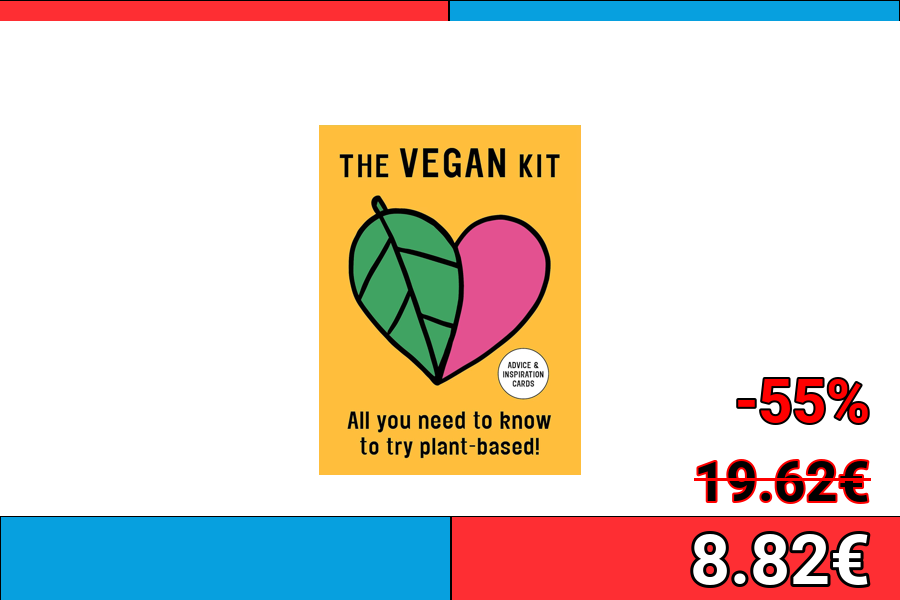 THE VEGAN KIT
ADVICE &
INSPIRATION
CARDS
All you need to know
to try plant-based!
-55%
19.62€
8.82€